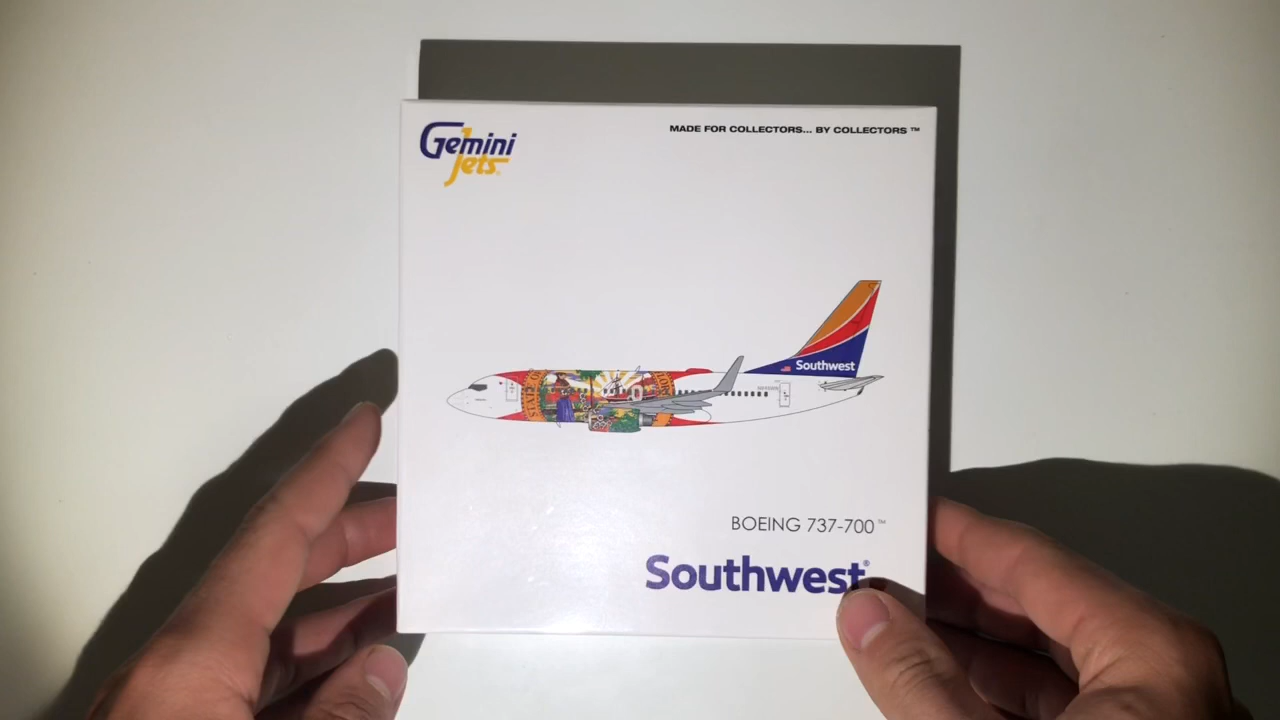 Gemini
Jets
MADE FOR COLLECTORS... BY COLLECTORS ™
Southwest
BOEING 737-700™
Southwest®